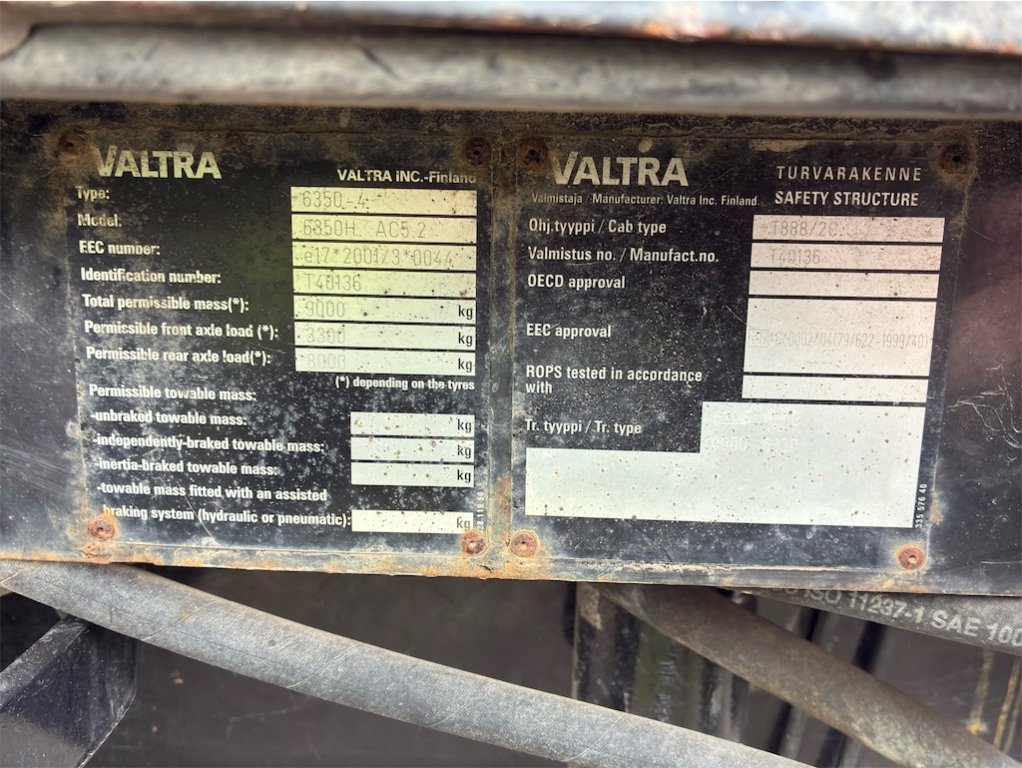 VALTRA
VALTRA INC.-Finland
Type: 6350-4
Model: 6350H. AC5.2
EEC number: e17*2001/3*0044
Identification number: T40136
Total permissible mass(*): 9000 kg
Permissible front axle load (*): 3300 kg
Permissible rear axle load(*): 8000 kg
(*) depending on the tyres
Permissible towable mass:
-unbraked towable mass: kg
-independently-braked towable mass: kg
-inertia-braked towable mass: kg
-towable mass fitted with an assisted
braking system (hydraulic or pneumatic): kg
VALTRA
TURVARAKENNE
Valmistaja / Manufacturer: Valtra Inc. Finland
SAFETY STRUCTURE
Ohj.tyyppi / Cab type T888/2C.
Valmistus no. / Manufact.no. T40136
OECD approval
EEC approval
ROPS tested in accordance
with
Tr. tyyppi / Tr. type
335 576 40
ISO 11237-1 SAE 100